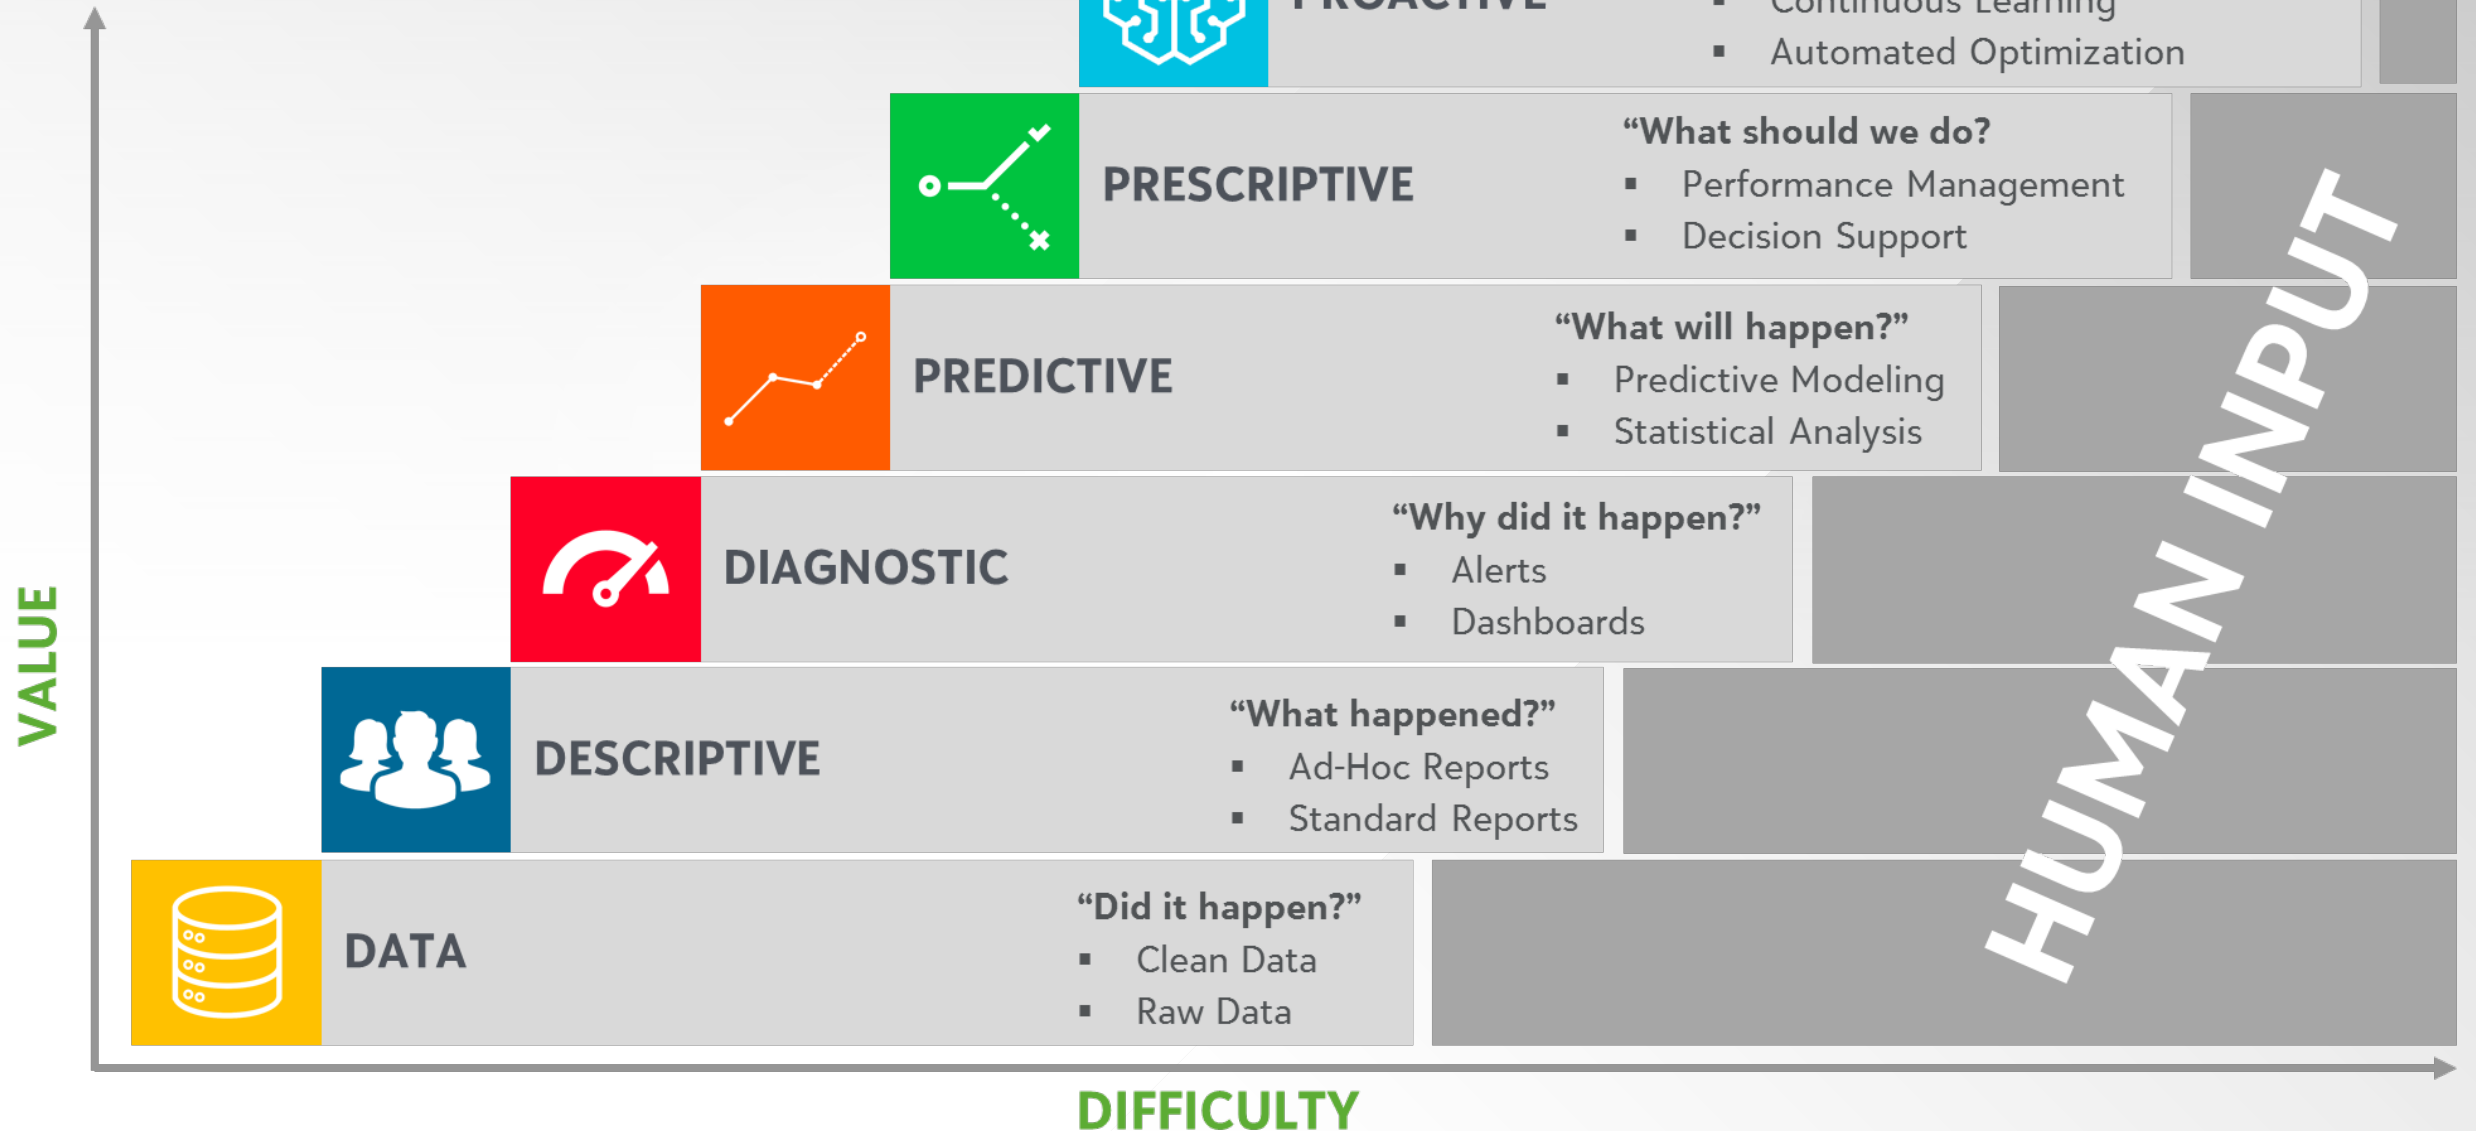 PROACTIVE
▪ Continuous Learning
▪ Automated Optimization
PRESCRIPTIVE
“What should we do?
▪ Performance Management
▪ Decision Support
PREDICTIVE
“What will happen?”
▪ Predictive Modeling
▪ Statistical Analysis
DIAGNOSTIC
“Why did it happen?”
▪ Alerts
▪ Dashboards
DESCRIPTIVE
“What happened?”
▪ Ad-Hoc Reports
▪ Standard Reports
DATA
“Did it happen?”
▪ Clean Data
▪ Raw Data
HUMAN INPUT
VALUE
DIFFICULTY